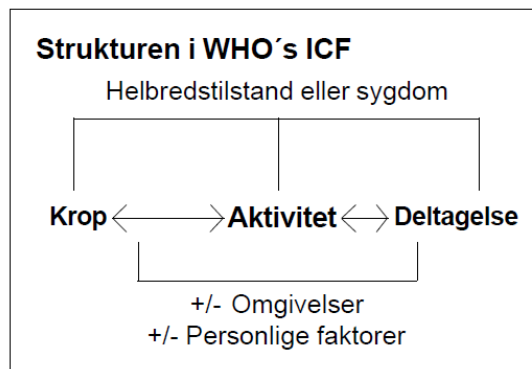 Strukturen i WHO´s ICF
Helbredstilstand eller sygdom
Krop Aktivitet Deltagelse
+/- Omgivelser
+/- Personlige faktorer